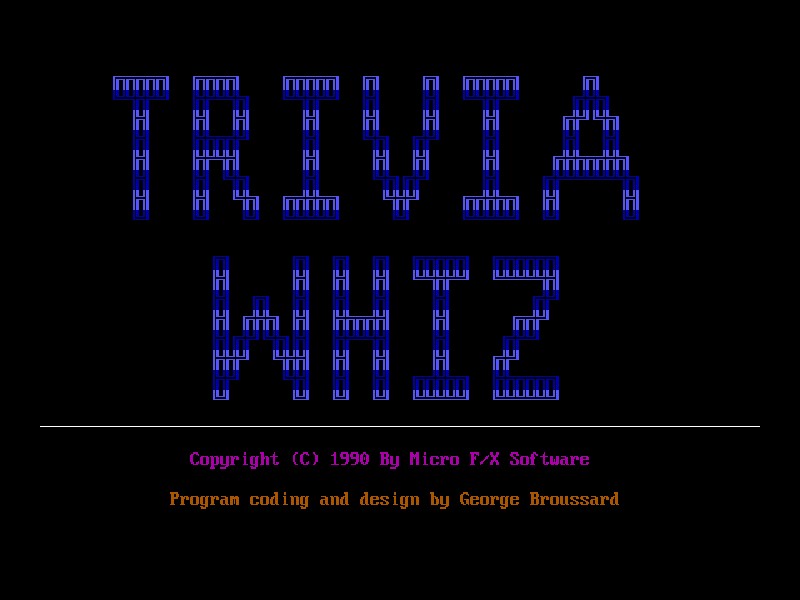 TRIVIA
WHIZ
Copyright (C) 1990 By Micro F/X Software
Program coding and design by George Broussard